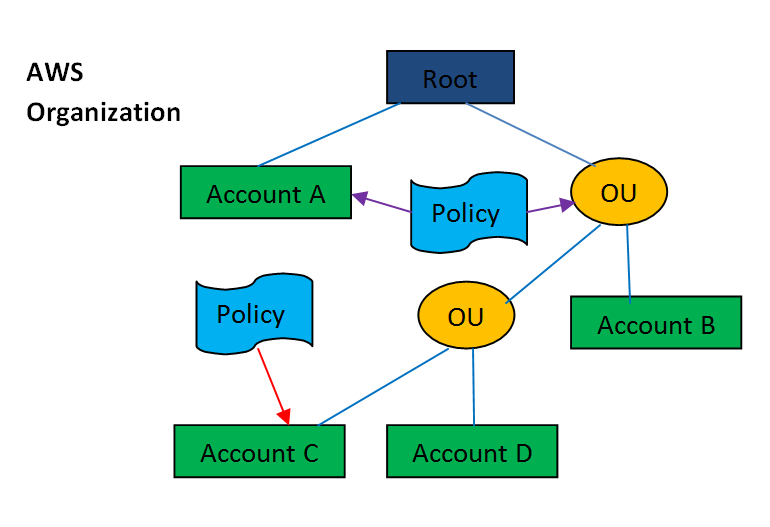 AWS
Organization
Root
Account A
Policy
OU
Policy
OU
Account B
Account C
Account D